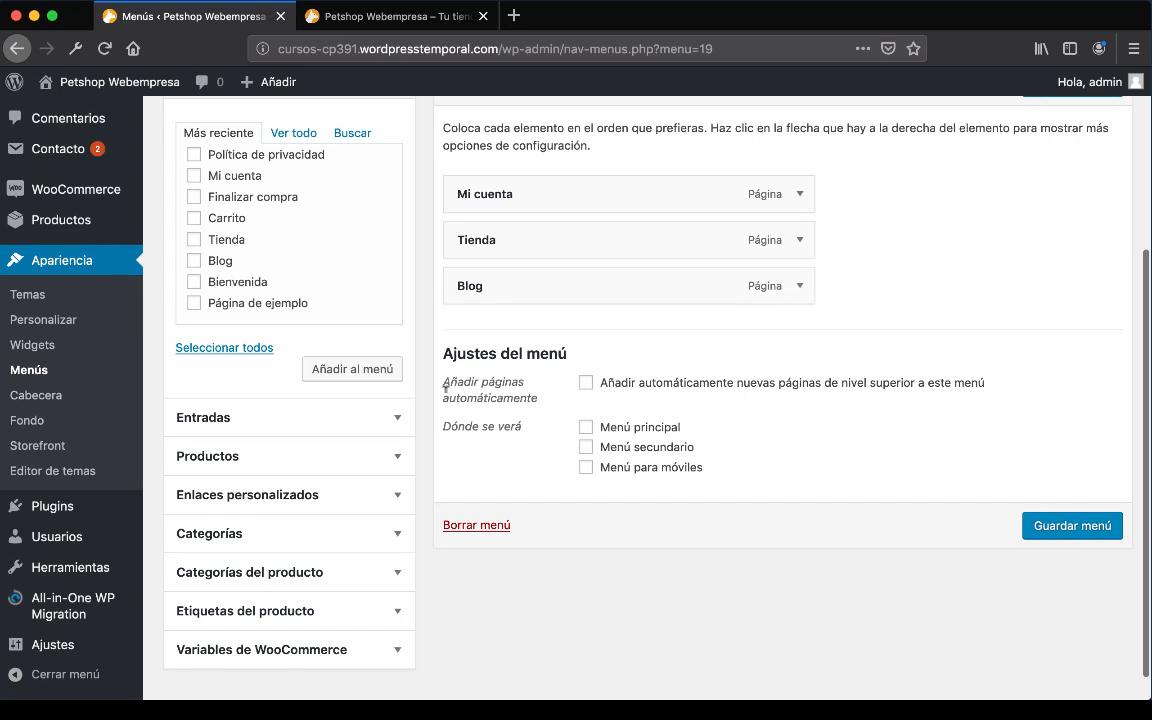 Menús ‹ Petshop Webempresa
Petshop Webempresa – Tu tien
cursos-cp391.wordpresstemporal.com/wp-admin/nav-menus.php?menu=19
Petshop Webempresa
0
Añadir
Hola, admin
Comentarios
Contacto 2
WooCommerce
Productos
Apariencia
Temas
Personalizar
Widgets
Menús
Cabecera
Fondo
Storefront
Editor de temas
Plugins
Usuarios
Herramientas
All-in-One WP
Migration
Ajustes
Cerrar menú
Más reciente Ver todo Buscar
Política de privacidad
Mi cuenta
Finalizar compra
Carrito
Tienda
Blog
Bienvenida
Página de ejemplo
Seleccionar todos
Añadir al menú
Entradas
Productos
Enlaces personalizados
Categorías
Categorías del producto
Etiquetas del producto
Variables de WooCommerce
Coloca cada elemento en el orden que prefieras. Haz clic en la flecha que hay a la derecha del elemento para mostrar más
opciones de configuración.
Mi cuenta Página
Tienda Página
Blog Página
Ajustes del menú
Añadir páginas
automáticamente
Añadir automáticamente nuevas páginas de nivel superior a este menú
Dónde se verá
Menú principal
Menú secundario
Menú para móviles
Borrar menú
Guardar menú